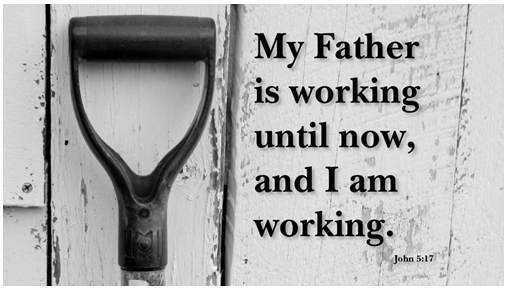 My Father
is working
until now,
and I am
working.
John 5:17